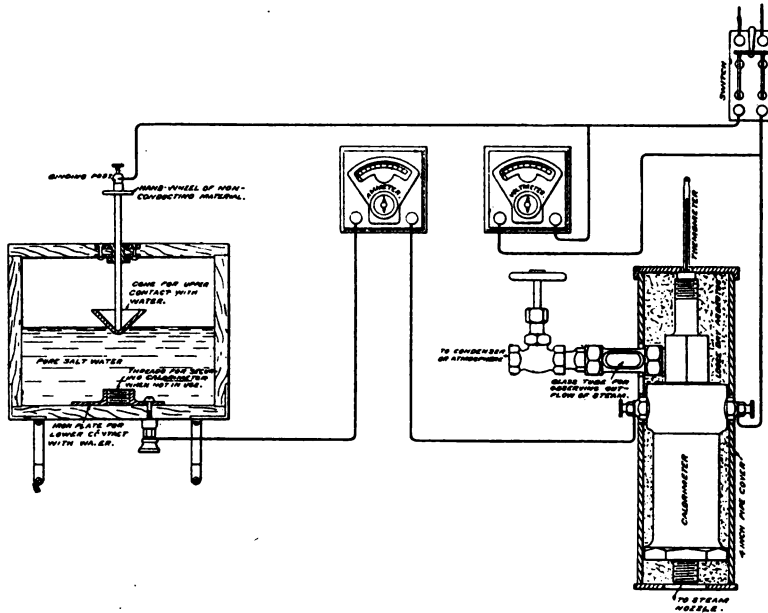 SWITCH
BINDING POST
HAND-WHEEL OF NON-
CONDUCTING MATERIAL.
AMMETER
VOLTMETER
THERMOMETER
CONE FOR UPPER
CONTACT WITH
WATER.
PURE SALT WATER
THREADS FOR SECUR-
ING CALORIMETER
WHEN NOT IN USE.
IRON PLATE FOR
LOWER CONTACT
WITH WATER.
TO CONDENSER
OR ATMOSPHERE
GLASS TUBE FOR
OBSERVING OUT-
FLOW OF STEAM.
CALORIMETER
4 INCH PIPE COVER
TO STEAM
NOZZLE.